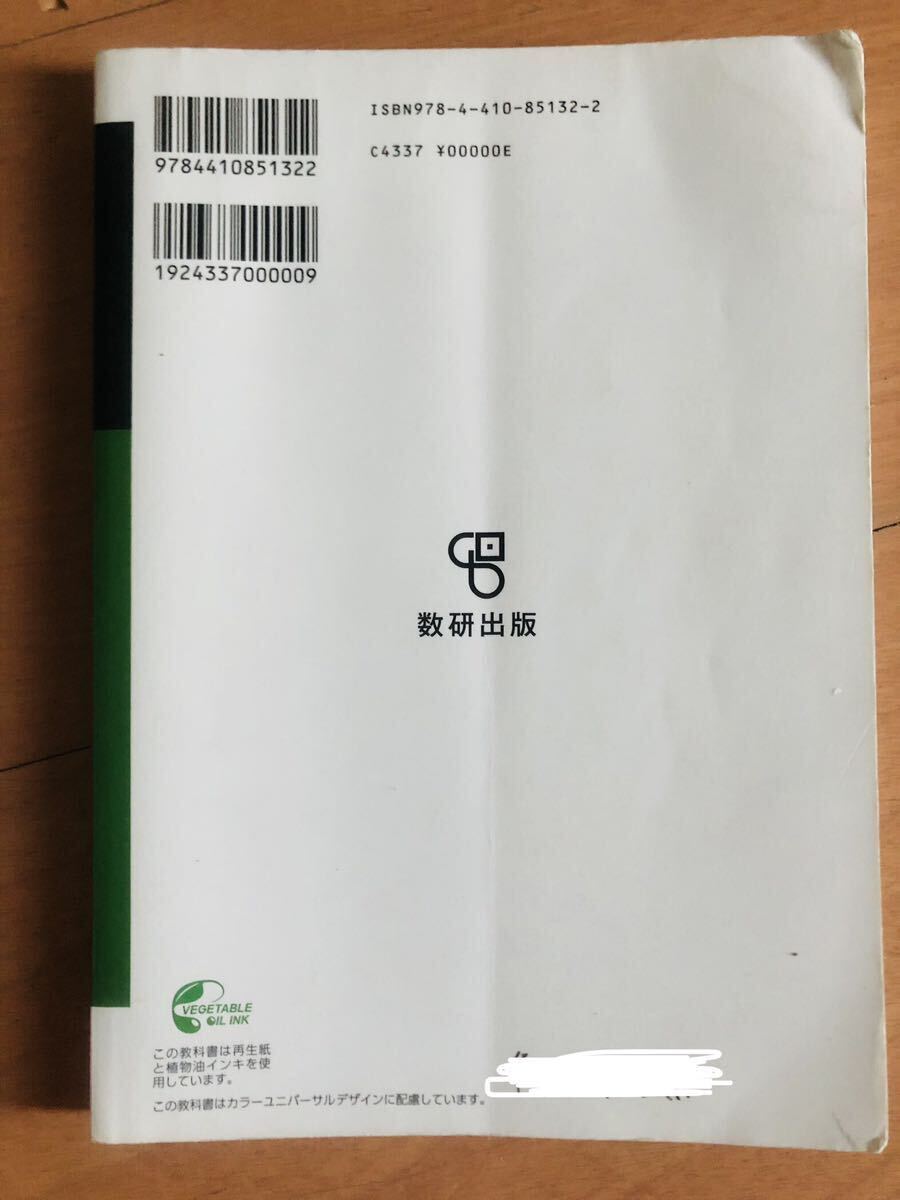 ISBN978-4-410-85132-2
9784410851322
C4337 ¥00000E
1924337000009
数研出版
VEGETABLE
OIL INK
この教科書は再生紙
と植物油インキを使
用しています。
この教科書はカラーユニバーサルデザインに配慮しています。